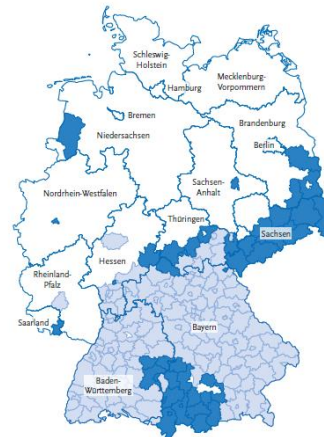 Schleswig-
Holstein
Mecklenburg-
Vorpommern
Hamburg
Bremen
Niedersachsen
Brandenburg
Berlin
Nordrhein-Westfalen
Sachsen-
Anhalt
Thüringen
Sachsen
Hessen
Rheinland-
Pfalz
Saarland
Bayern
Baden-
Württemberg